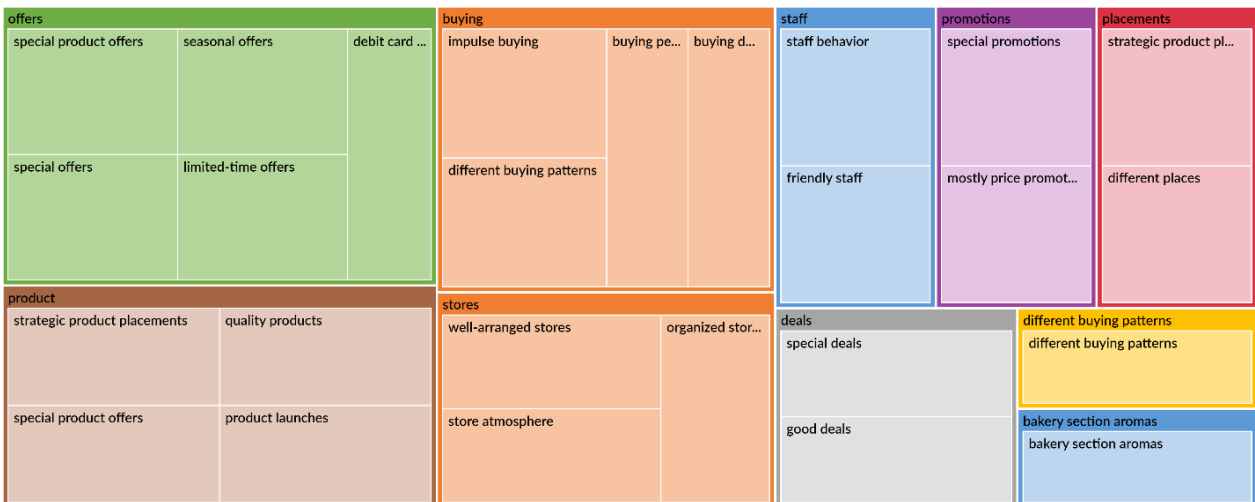 offers
special product offers
seasonal offers
debit card ...
special offers
limited-time offers
buying
impulse buying
buying pe...
buying d...
different buying patterns
staff
staff behavior
friendly staff
promotions
special promotions
mostly price promot...
placements
strategic product pl...
different places
product
strategic product placements
quality products
special product offers
product launches
stores
well-arranged stores
organized stor...
store atmosphere
deals
special deals
good deals
different buying patterns
different buying patterns
bakery section aromas
bakery section aromas